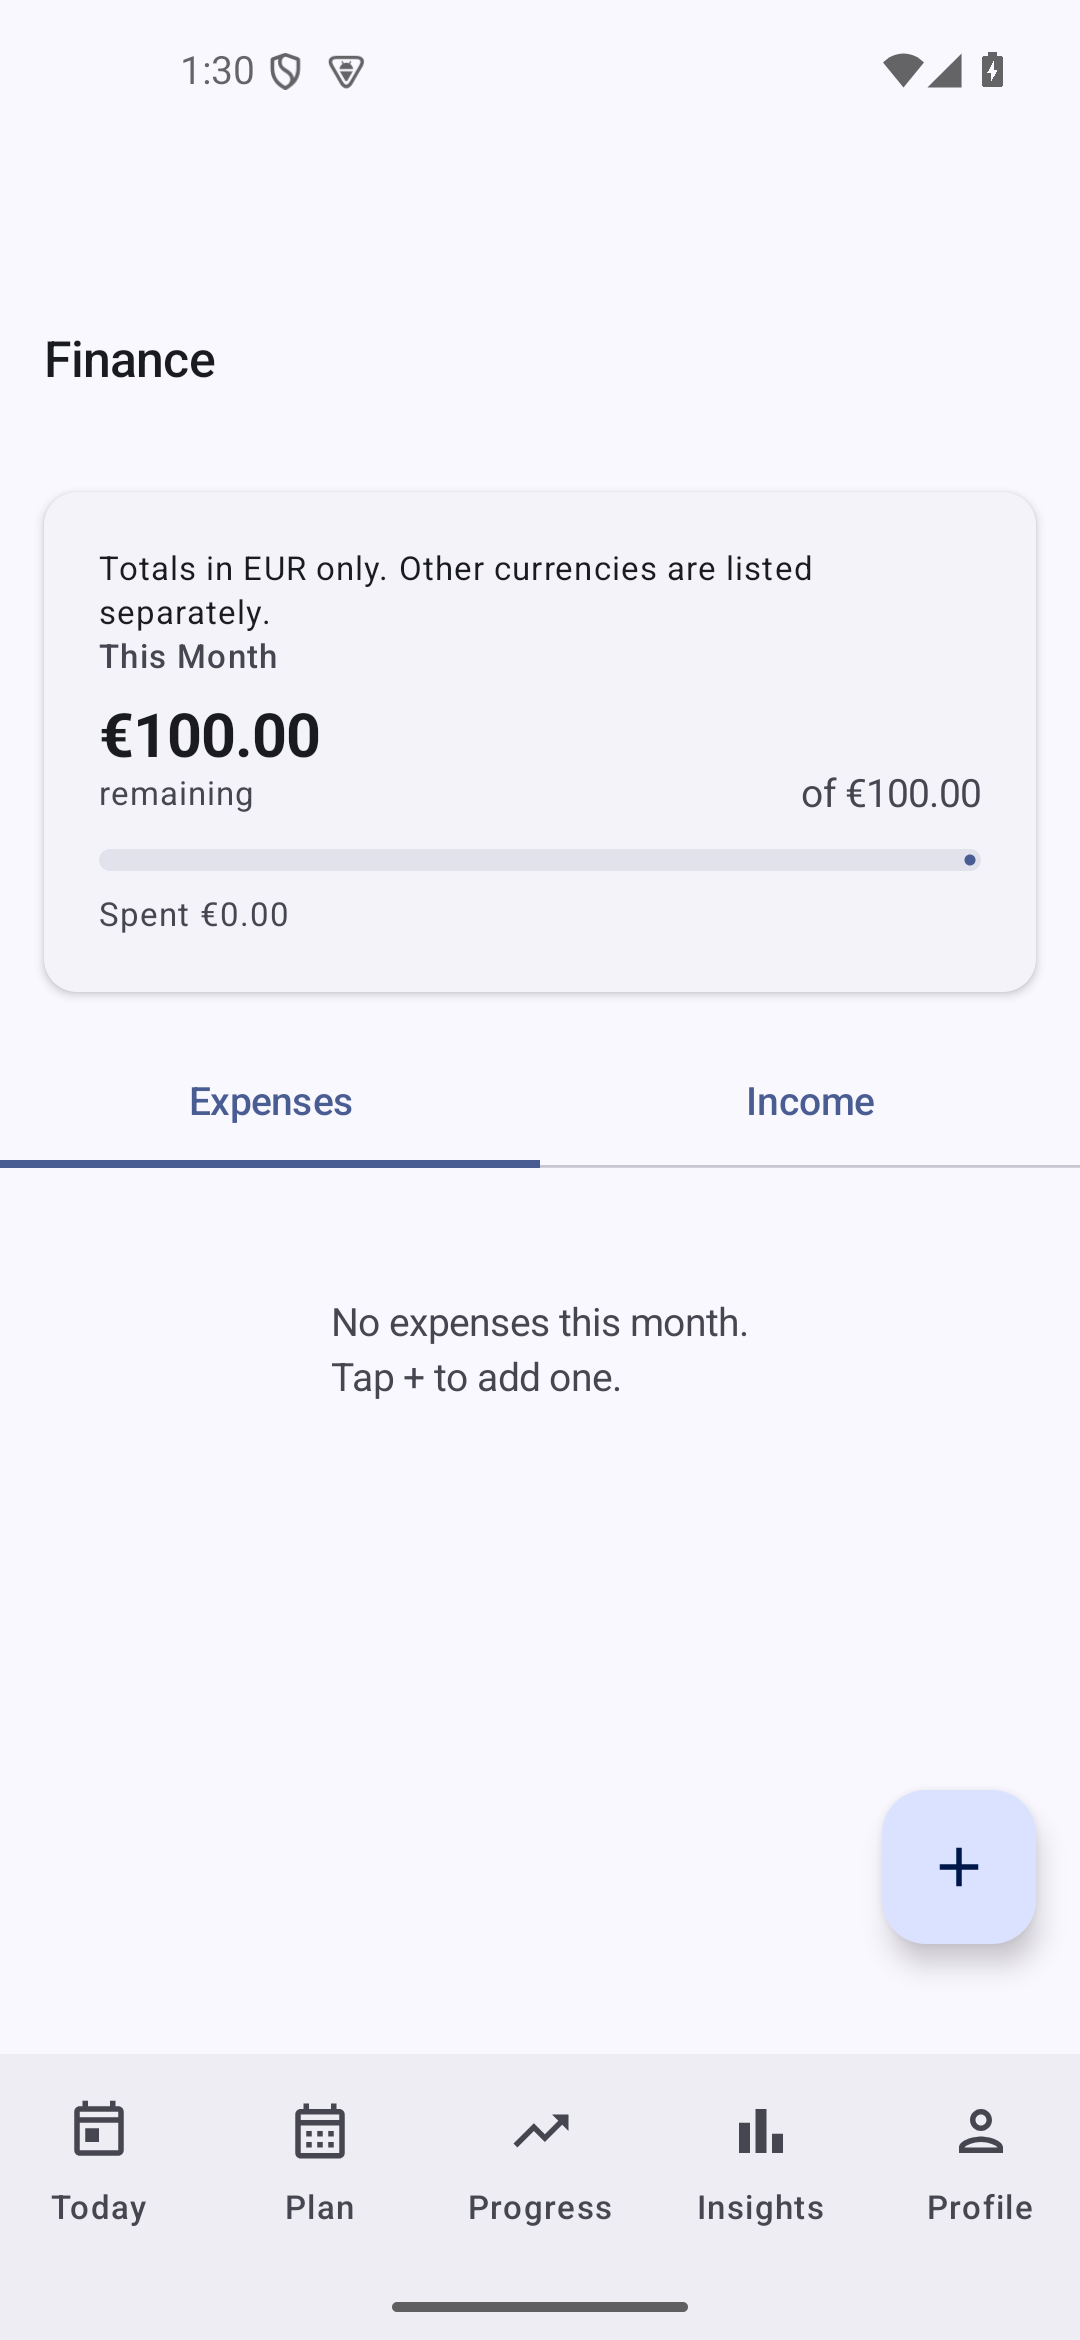 1:30
Finance
Totals in EUR only. Other currencies are listed
separately.
This Month
€100.00
remaining
of €100.00
Spent €0.00
Expenses
Income
No expenses this month.
Tap + to add one.
Today
Plan
Progress
Insights
Profile